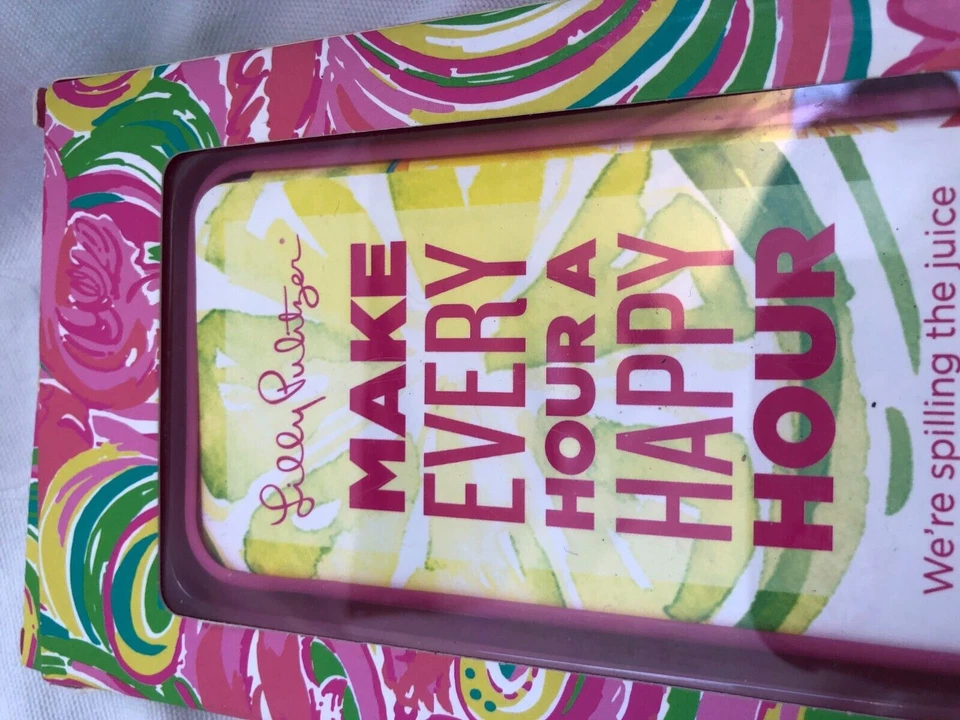 Lilly Pulitzer
MAKE
EVERY
HOUR A
HAPPY
HOUR
We're spilling the juice